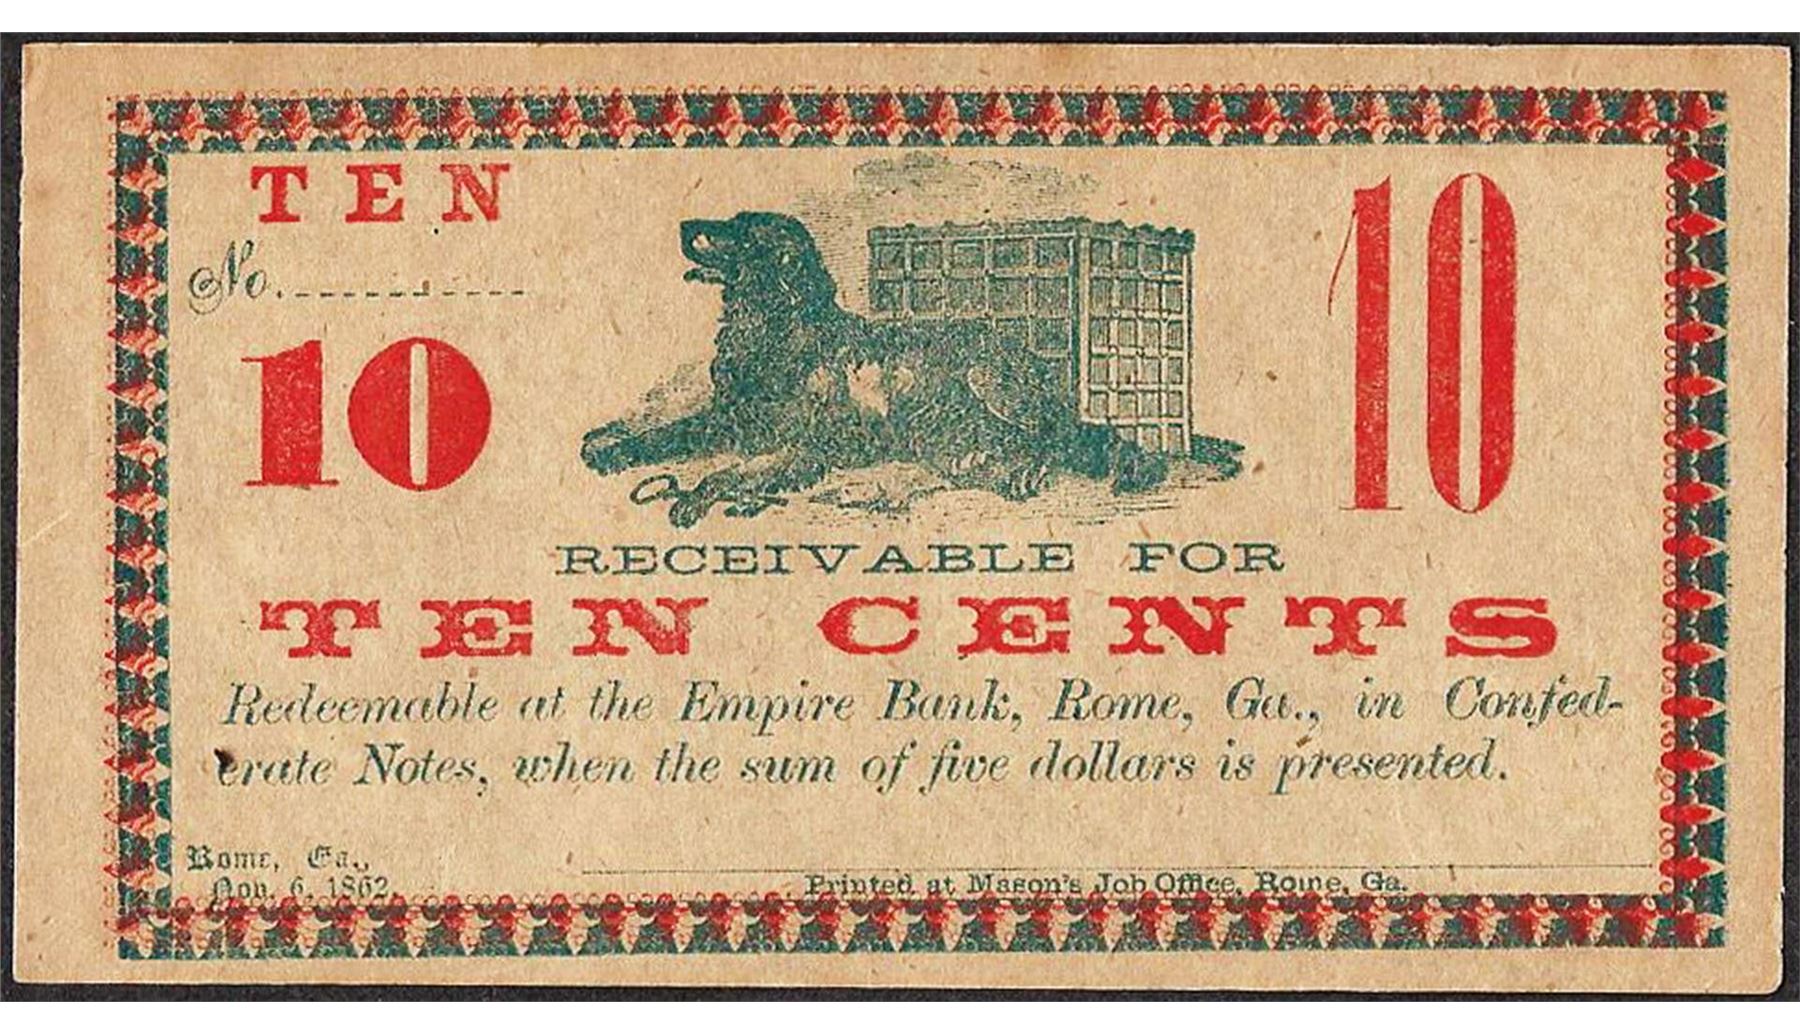 TEN
No.
10
10
RECEIVABLE FOR
TEN CENTS
Redeemable at the Empire Bank, Rome, Ga., in Confed-
erate Notes, when the sum of five dollars is presented.
Rome, Ga.,
Nov. 6, 1862.
Printed at Mason's Job Office, Rome, Ga.